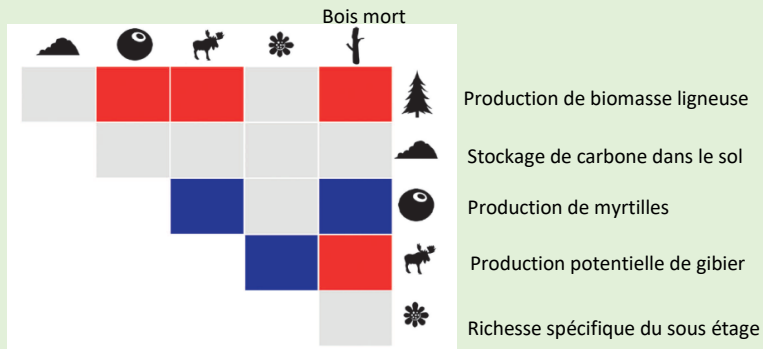 Bois mort
Production de biomasse ligneuse
Stockage de carbone dans le sol
Production de myrtilles
Production potentielle de gibier
Richesse spécifique du sous étage